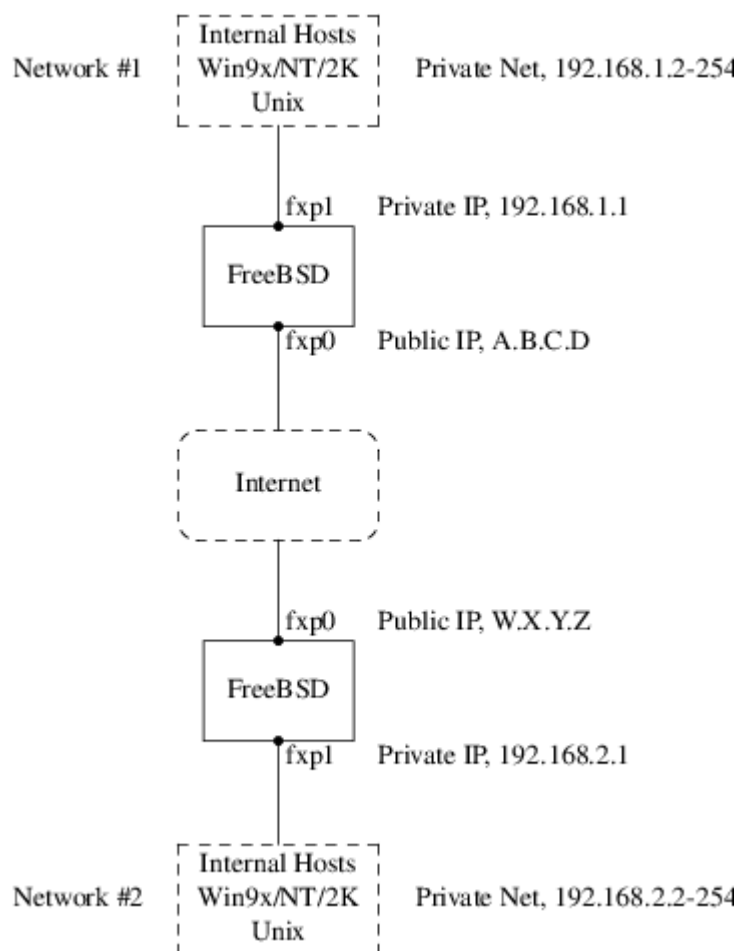 Internal Hosts
Network #1 Win9x/NT/2K Private Net, 192.168.1.2-254
Unix
fxp1 Private IP, 192.168.1.1
FreeBSD
fxp0 Public IP, A.B.C.D
Internet
fxp0 Public IP, W.X.Y.Z
FreeBSD
fxp1 Private IP, 192.168.2.1
Internal Hosts
Network #2 Win9x/NT/2K Private Net, 192.168.2.2-254
Unix